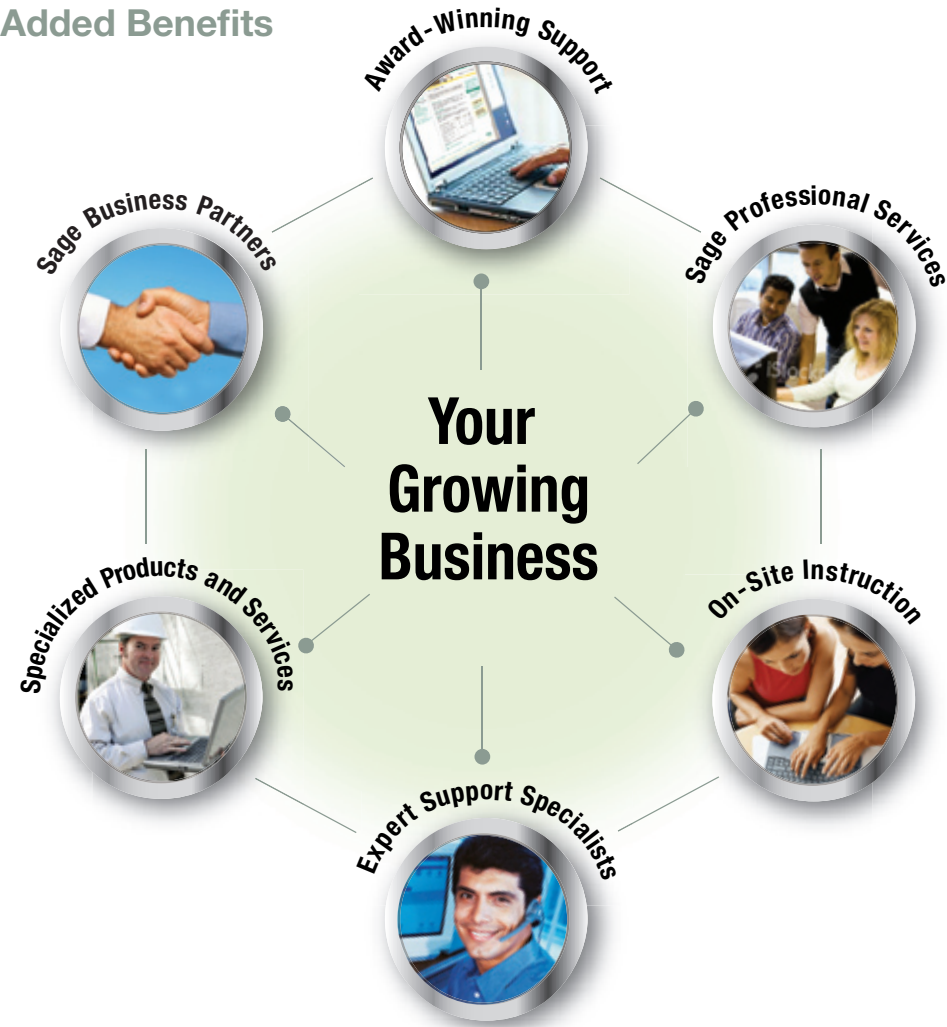 Added Benefits
Award-Winning Support
Sage Business Partners
Sage Professional Services
Your
Growing
Business
Specialized Products and Services
On-Site Instruction
Expert Support Specialists